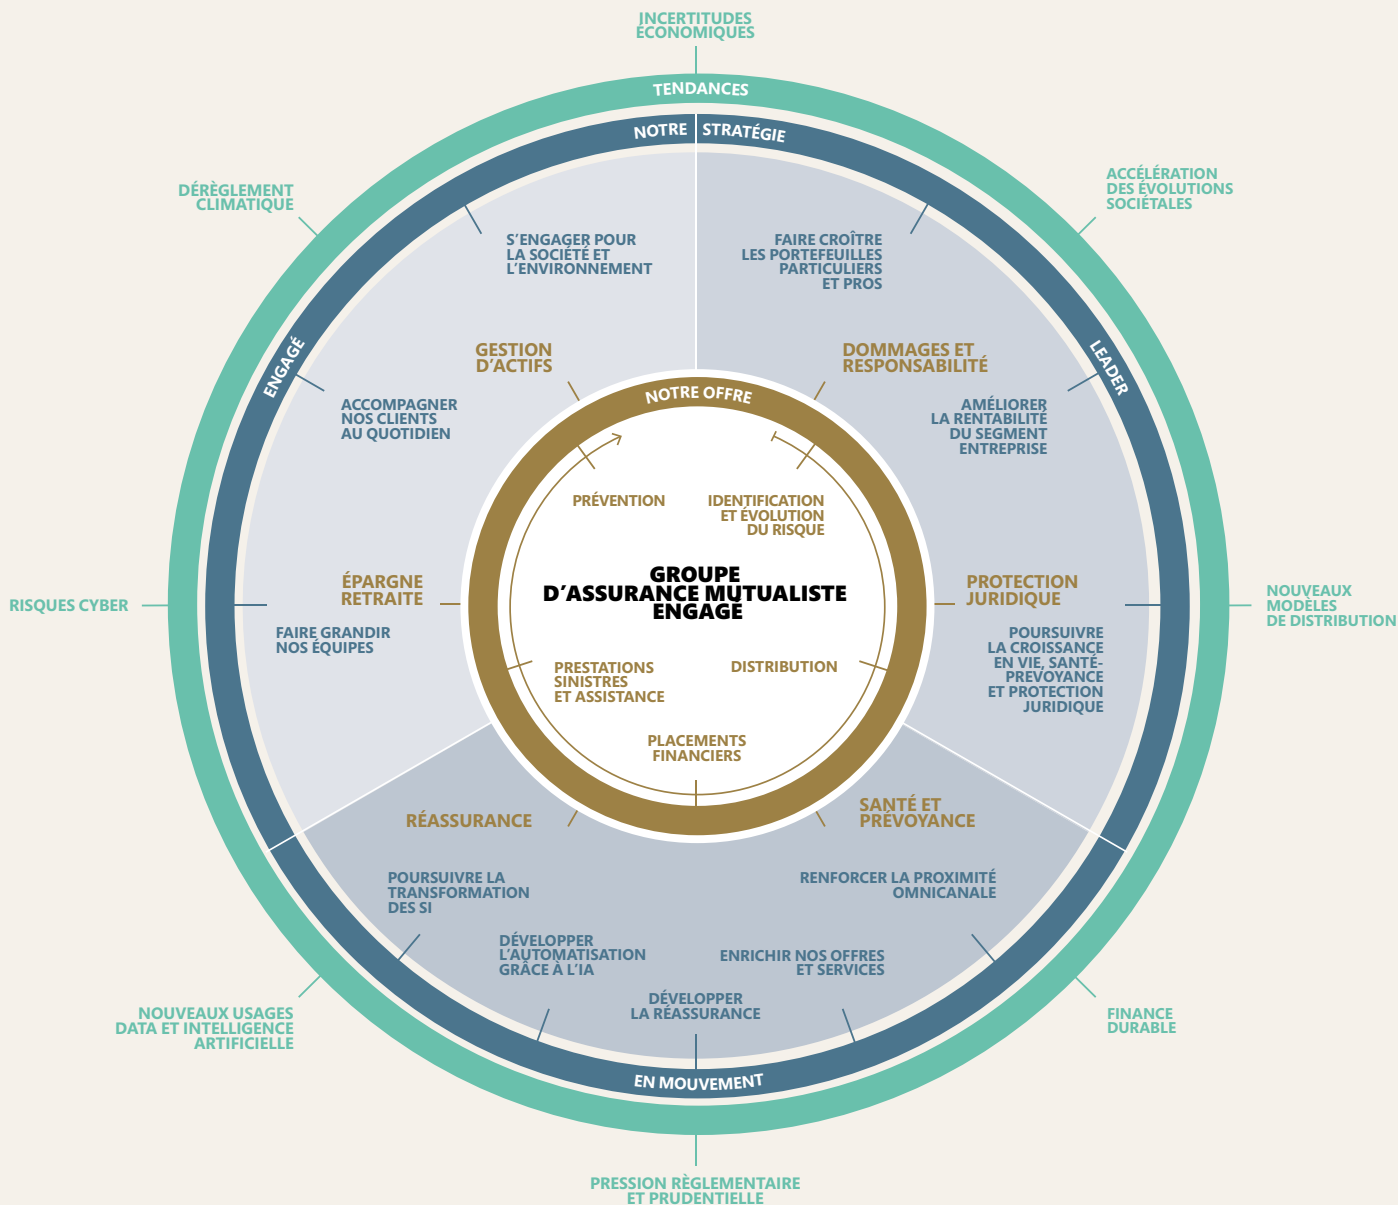 INCERTITUDES
ÉCONOMIQUES
TENDANCES
NOTRE STRATÉGIE
DÉRÈGLEMENT
CLIMATIQUE
ACCÉLÉRATION
DES ÉVOLUTIONS
SOCIÉTALES
S'ENGAGER POUR
LA SOCIÉTÉ ET
L'ENVIRONNEMENT
FAIRE CROÎTRE
LES PORTEFEUILLES
PARTICULIERS
ET PROS
ENGAGÉ
LEADER
GESTION
D'ACTIFS
DOMMAGES ET
RESPONSABILITÉ
NOTRE OFFRE
ACCOMPAGNER
NOS CLIENTS
AU QUOTIDIEN
AMÉLIORER
LA RENTABILITÉ
DU SEGMENT
ENTREPRISE
PRÉVENTION
IDENTIFICATION
ET ÉVOLUTION
DU RISQUE
GROUPE
D'ASSURANCE MUTUALISTE
ENGAGÉ
ÉPARGNE
RETRAITE
PROTECTION
JURIDIQUE
RISQUES CYBER
NOUVEAUX
MODÈLES
DE DISTRIBUTION
FAIRE GRANDIR
NOS ÉQUIPES
POURSUIVRE
LA CROISSANCE
EN VIE, SANTÉ-
PRÉVOYANCE
ET PROTECTION
JURIDIQUE
PRESTATIONS
SINISTRES
ET ASSISTANCE
DISTRIBUTION
PLACEMENTS
FINANCIERS
RÉASSURANCE
SANTÉ ET
PRÉVOYANCE
POURSUIVRE LA
TRANSFORMATION
DES SI
RENFORCER LA PROXIMITÉ
OMNICANALE
DÉVELOPPER
L'AUTOMATISATION
GRÂCE À L'IA
ENRICHIR NOS OFFRES
ET SERVICES
DÉVELOPPER
LA RÉASSURANCE
NOUVEAUX USAGES
DATA ET INTELLIGENCE
ARTIFICIELLE
FINANCE
DURABLE
EN MOUVEMENT
PRESSION RÈGLEMENTAIRE
ET PRUDENTIELLE